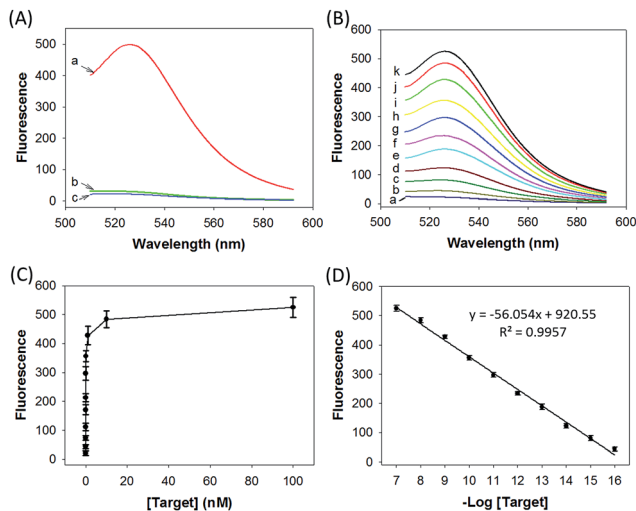 (A)
Fluorescence
500
400
300
200
100
0
a
b
c
500 520 540 560 580 600
Wavelength (nm)
(B)
Fluorescence
600
500
400
300
200
100
0
k
j
i
h
g
f
e
d
c
b
a
500 520 540 560 580 600
Wavelength (nm)
(C)
Fluorescence
600
500
400
300
200
100
0
0 20 40 60 80 100
[Target] (nM)
(D)
Fluorescence
600
500
400
300
200
100
0
y = -56.054x + 920.55
R² = 0.9957
7 8 9 10 11 12 13 14 15 16
-Log [Target]